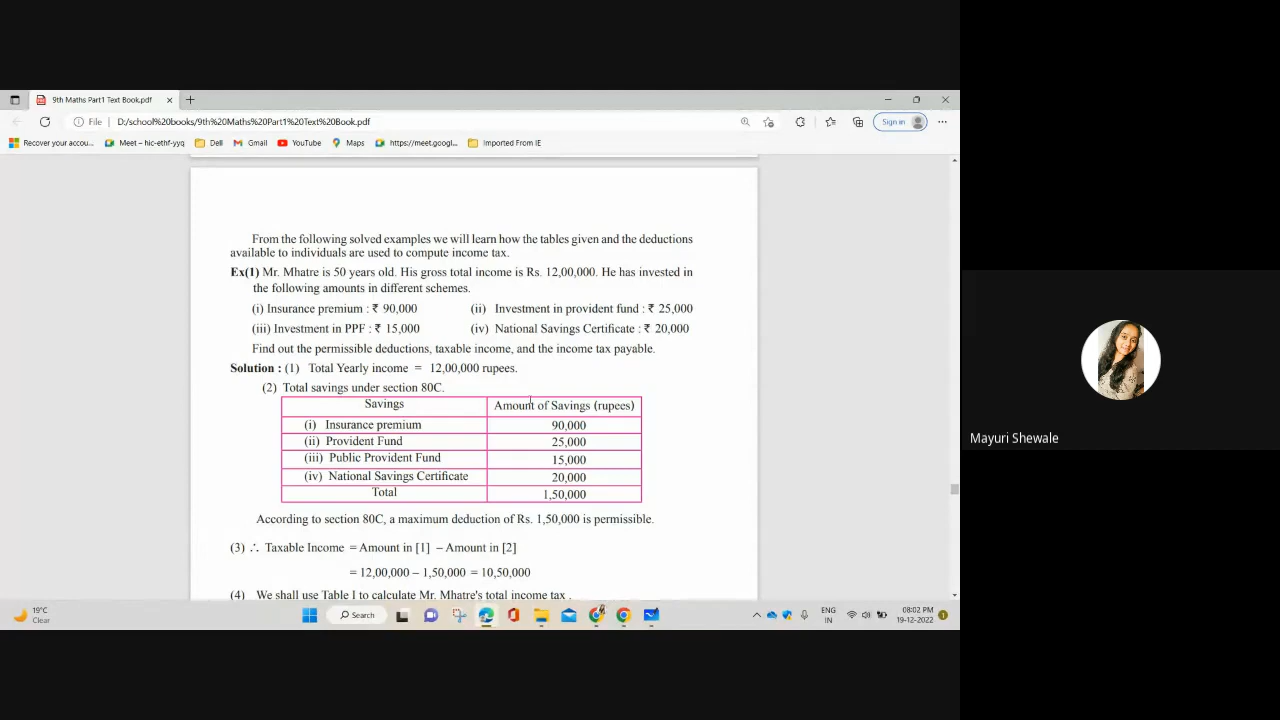 9th Maths Part1 Text Book.pdf
File
D:/school%20books/9th%20Maths%20Part1%20Text%20Book.pdf
Sign in
Recover your accou...
Meet – hic-ethf-yyq
Dell
Gmail
YouTube
Maps
https://meet.googl...
Imported From IE
From the following solved examples we will learn how the tables given and the deductions
available to individuals are used to compute income tax.
Ex(1) Mr. Mhatre is 50 years old. His gross total income is Rs. 12,00,000. He has invested in
the following amounts in different schemes.
(i) Insurance premium : ₹ 90,000 (ii) Investment in provident fund : ₹ 25,000
(iii) Investment in PPF : ₹ 15,000 (iv) National Savings Certificate : ₹ 20,000
Find out the permissible deductions, taxable income, and the income tax payable.
Solution : (1) Total Yearly income = 12,00,000 rupees.
(2) Total savings under section 80C.
Savings Amount of Savings (rupees)
(i) Insurance premium 90,000
(ii) Provident Fund 25,000
(iii) Public Provident Fund 15,000
(iv) National Savings Certificate 20,000
Total 1,50,000
According to section 80C, a maximum deduction of Rs. 1,50,000 is permissible.
(3) ∴ Taxable Income = Amount in [1] – Amount in [2]
= 12,00,000 – 1,50,000 = 10,50,000
(4) We shall use Table I to calculate Mr. Mhatre's total income tax .
Mayuri Shewale
19°C
Clear
Search
ENG
IN
08:02 PM
19-12-2022
1